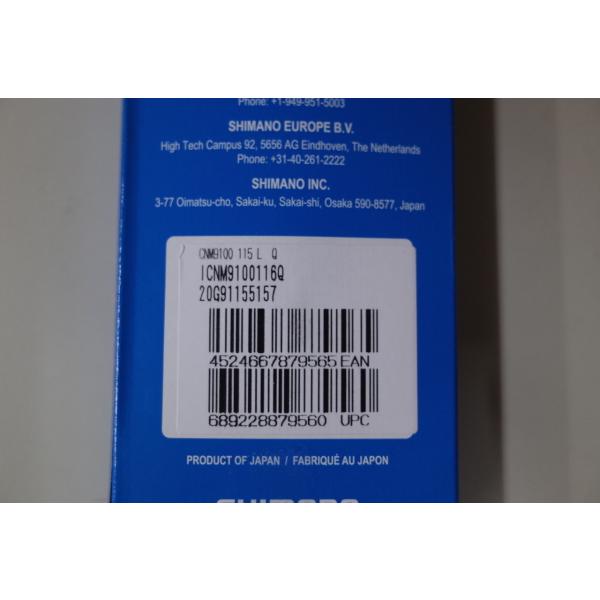 Phone: +1-949-951-5003
SHIMANO EUROPE B.V.
High Tech Campus 92, 5656 AG Eindhoven, The Netherlands
Phone: +31-40-261-2222
SHIMANO INC.
3-77 Oimatsu-cho, Sakai-ku, Sakai-shi, Osaka 590-8577, Japan
CNM9100 115 L Q
ICNM9100116Q
20G91155157
4524667879565 EAN
689228879560 UPC
PRODUCT OF JAPAN / FABRIQUÉ AU JAPON
SHIMANO